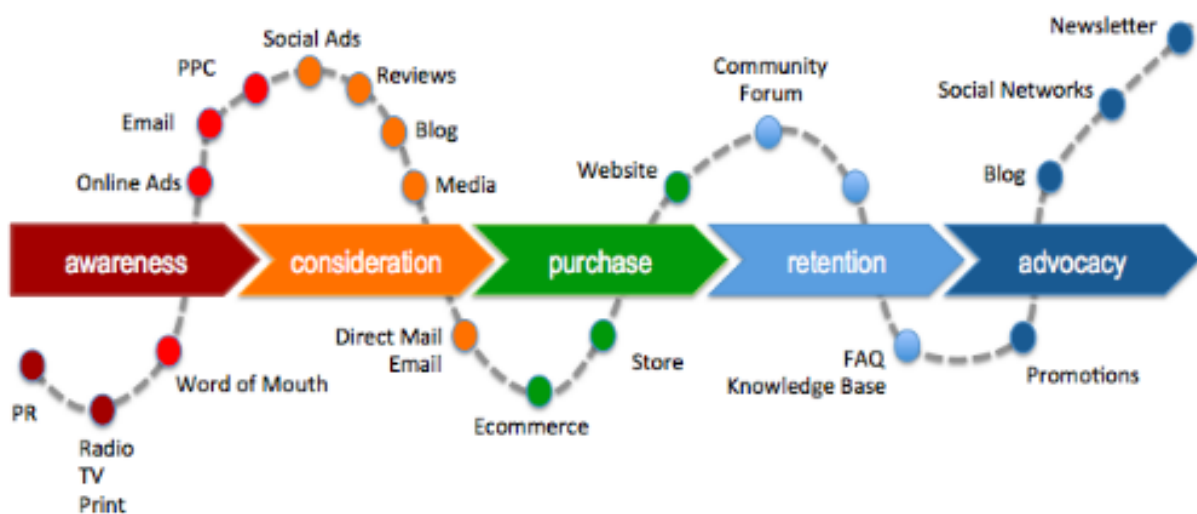 Social Ads
PPC
Reviews
Email
Blog
Online Ads
Media
Website
Community
Forum
Newsletter
Social Networks
Blog
awareness
consideration
purchase
retention
advocacy
PR
Radio
TV
Print
Word of Mouth
Direct Mail
Email
Ecommerce
Store
FAQ
Knowledge Base
Promotions